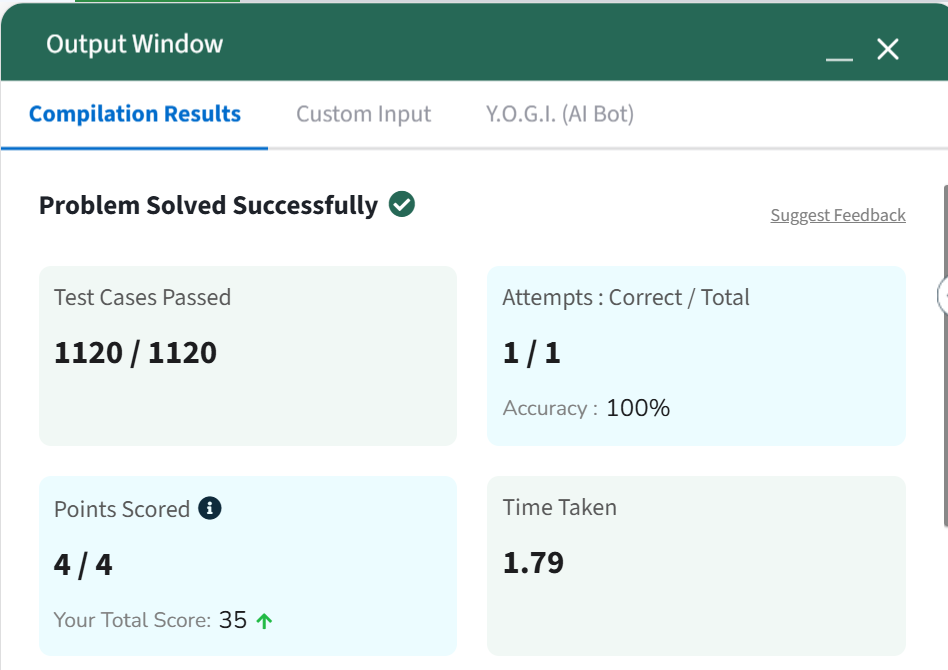 Output Window
Compilation Results
Custom Input
Y.O.G.I. (AI Bot)
Problem Solved Successfully
Suggest Feedback
Test Cases Passed
1120 / 1120
Attempts : Correct / Total
1 / 1
Accuracy : 100%
Points Scored
4 / 4
Your Total Score: 35
Time Taken
1.79